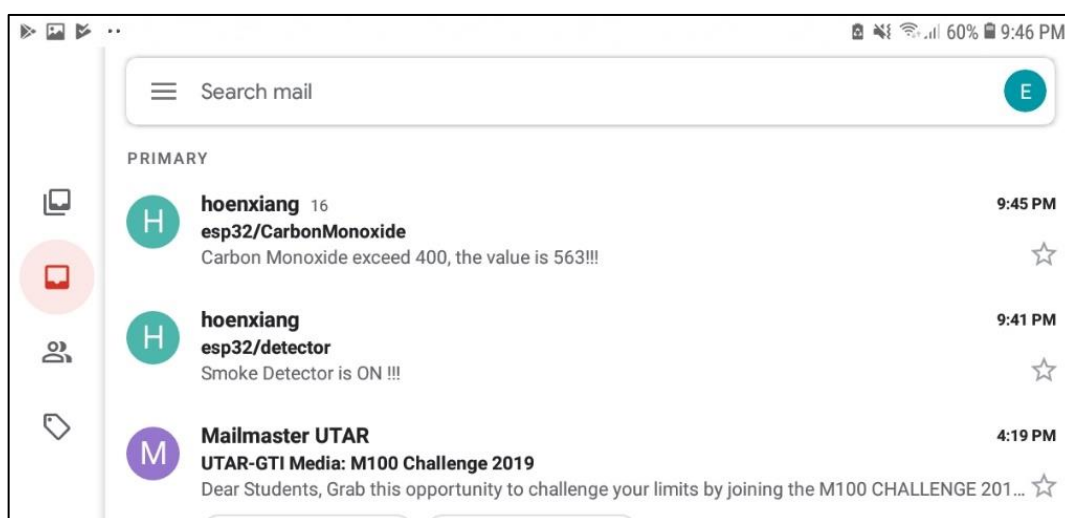 60% 9:46 PM
Search mail
E
PRIMARY
H
hoenxiang 16
9:45 PM
esp32/CarbonMonoxide
Carbon Monoxide exceed 400, the value is 563!!!
H
hoenxiang
9:41 PM
esp32/detector
Smoke Detector is ON !!!
M
Mailmaster UTAR
4:19 PM
UTAR-GTI Media: M100 Challenge 2019
Dear Students, Grab this opportunity to challenge your limits by joining the M100 CHALLENGE 201...